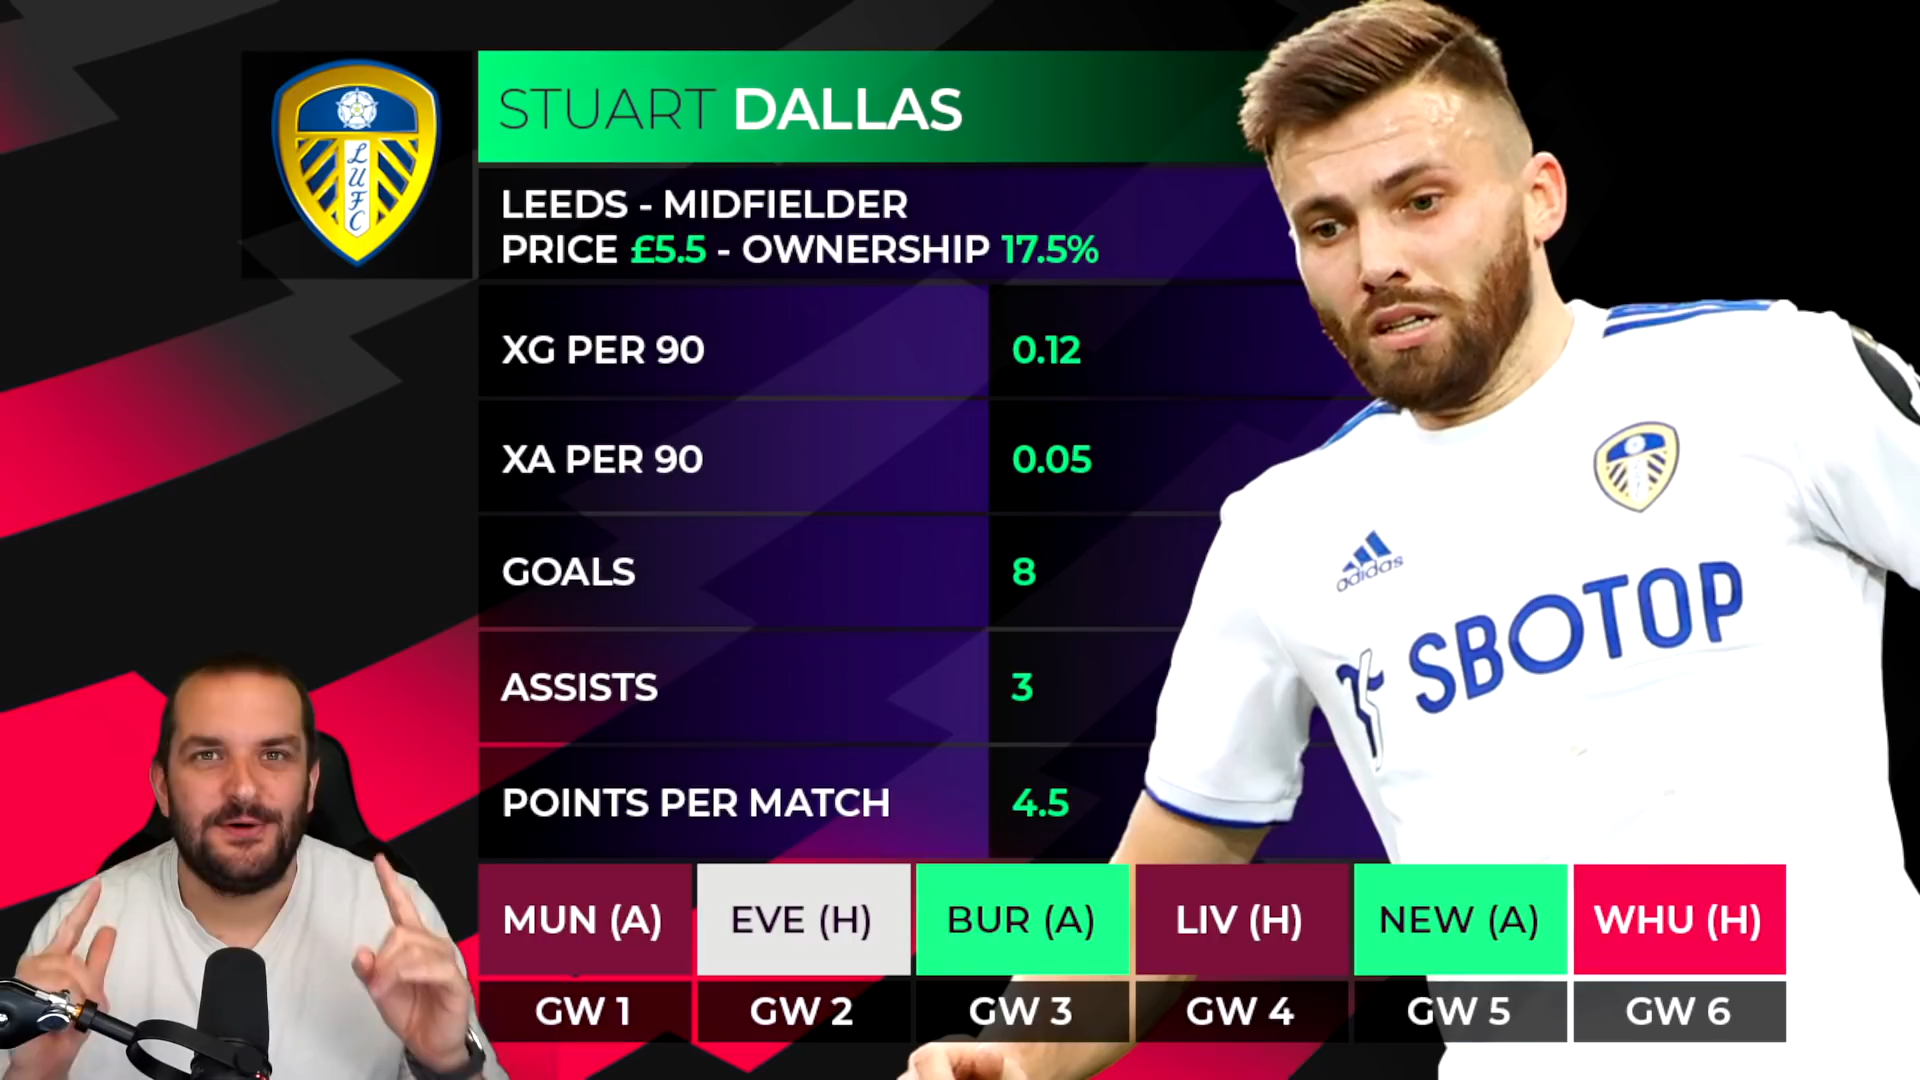 LUFC
STUART DALLAS
LEEDS - MIDFIELDER
PRICE £5.5 - OWNERSHIP 17.5%
XG PER 90 0.12
XA PER 90 0.05
GOALS 8
ASSISTS 3
POINTS PER MATCH 4.5
adidas
SBOTOP
MUN (A) EVE (H) BUR (A) LIV (H) NEW (A) WHU (H)
GW 1 GW 2 GW 3 GW 4 GW 5 GW 6